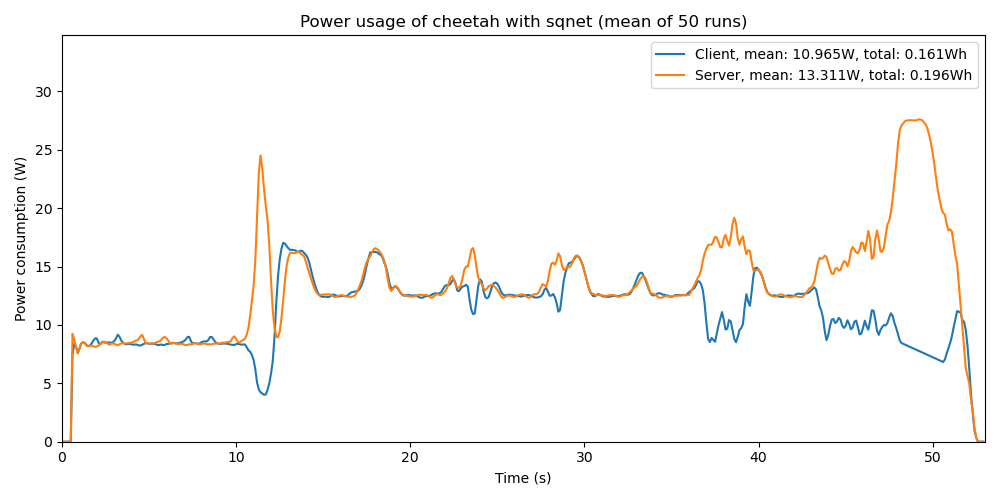 Power usage of cheetah with sqnet (mean of 50 runs)
Client, mean: 10.965W, total: 0.161Wh
Server, mean: 13.311W, total: 0.196Wh
Power consumption (W)
30
25
20
15
10
5
0
0 10 20 30 40 50
Time (s)